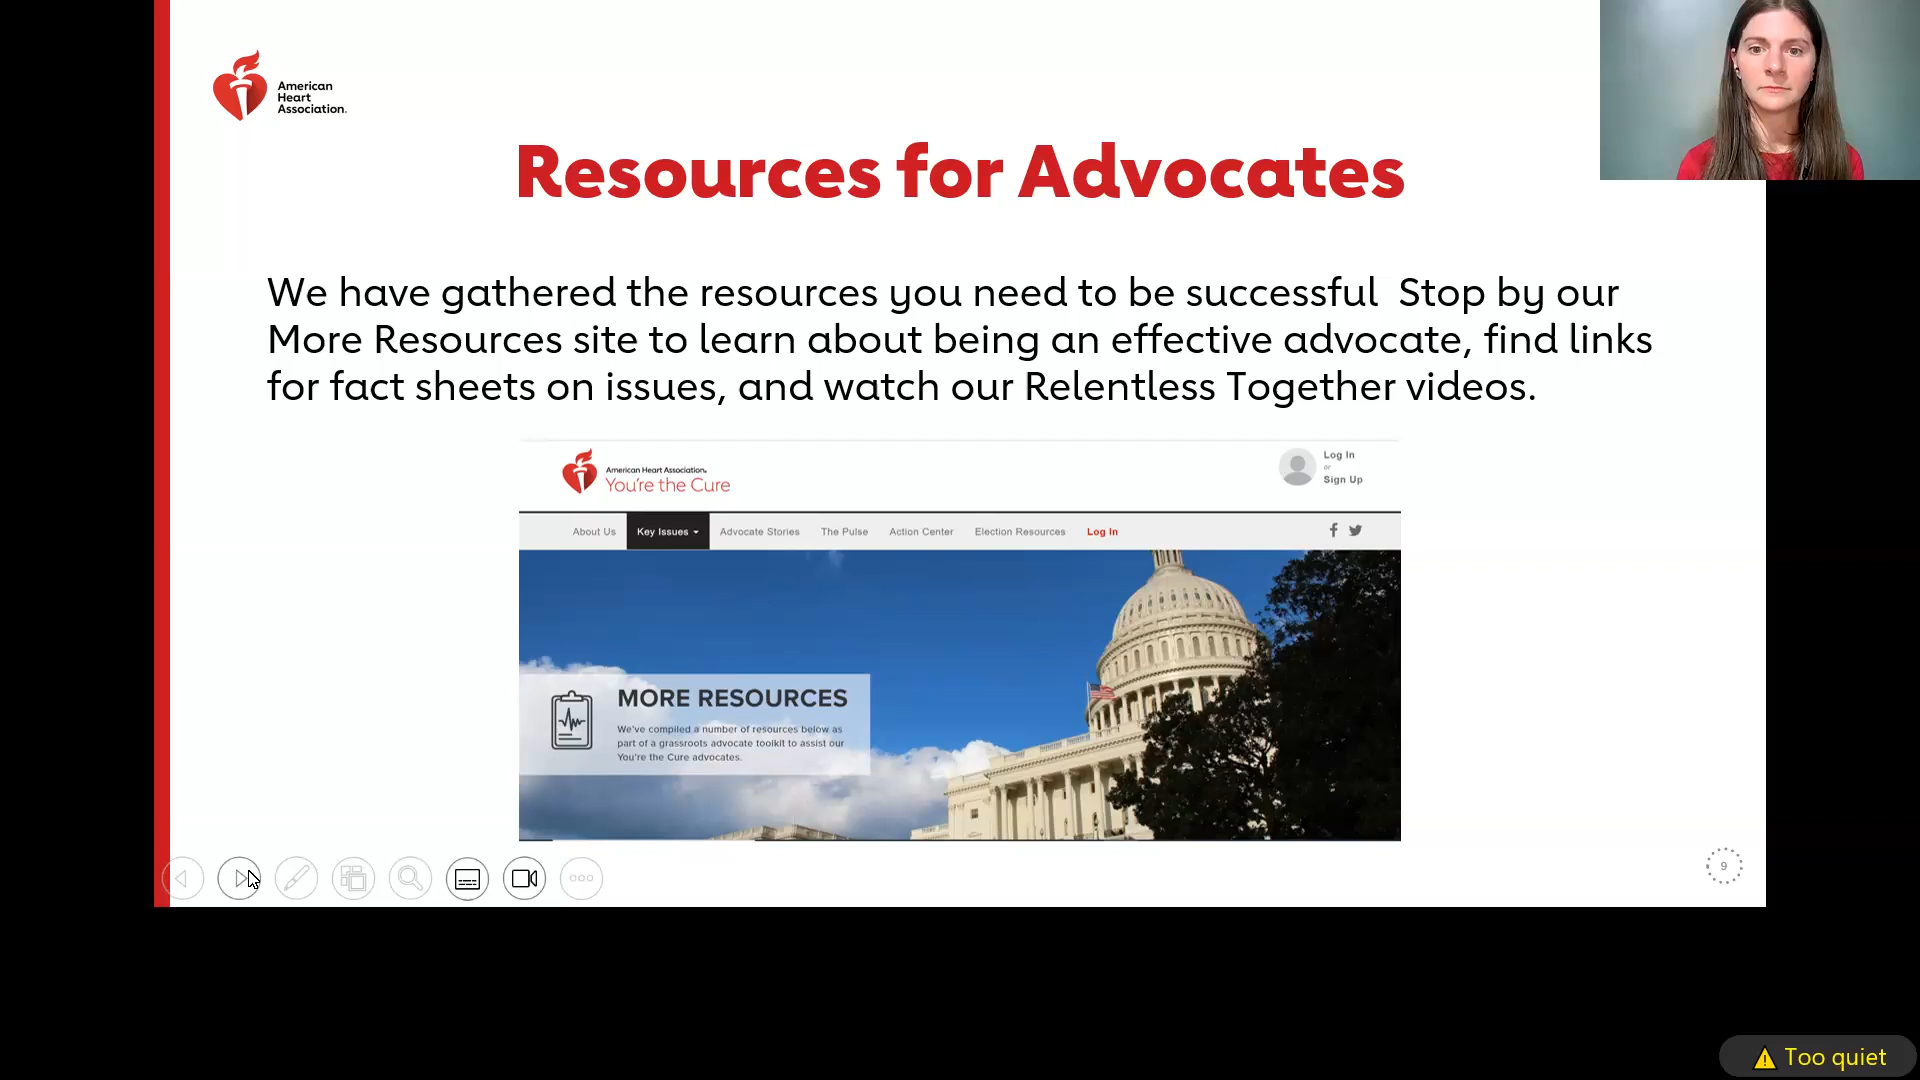 American
Heart
Association.
Resources for Advocates
We have gathered the resources you need to be successful  Stop by our
More Resources site to learn about being an effective advocate, find links
for fact sheets on issues, and watch our Relentless Together videos.
American Heart Association.
You're the Cure
Log In
or
Sign Up
About Us Key Issues Advocate Stories The Pulse Action Center Election Resources Log In
MORE RESOURCES
We've compiled a number of resources below as
part of a grassroots advocate toolkit to assist our
You're the Cure advocates.
9
Too quiet